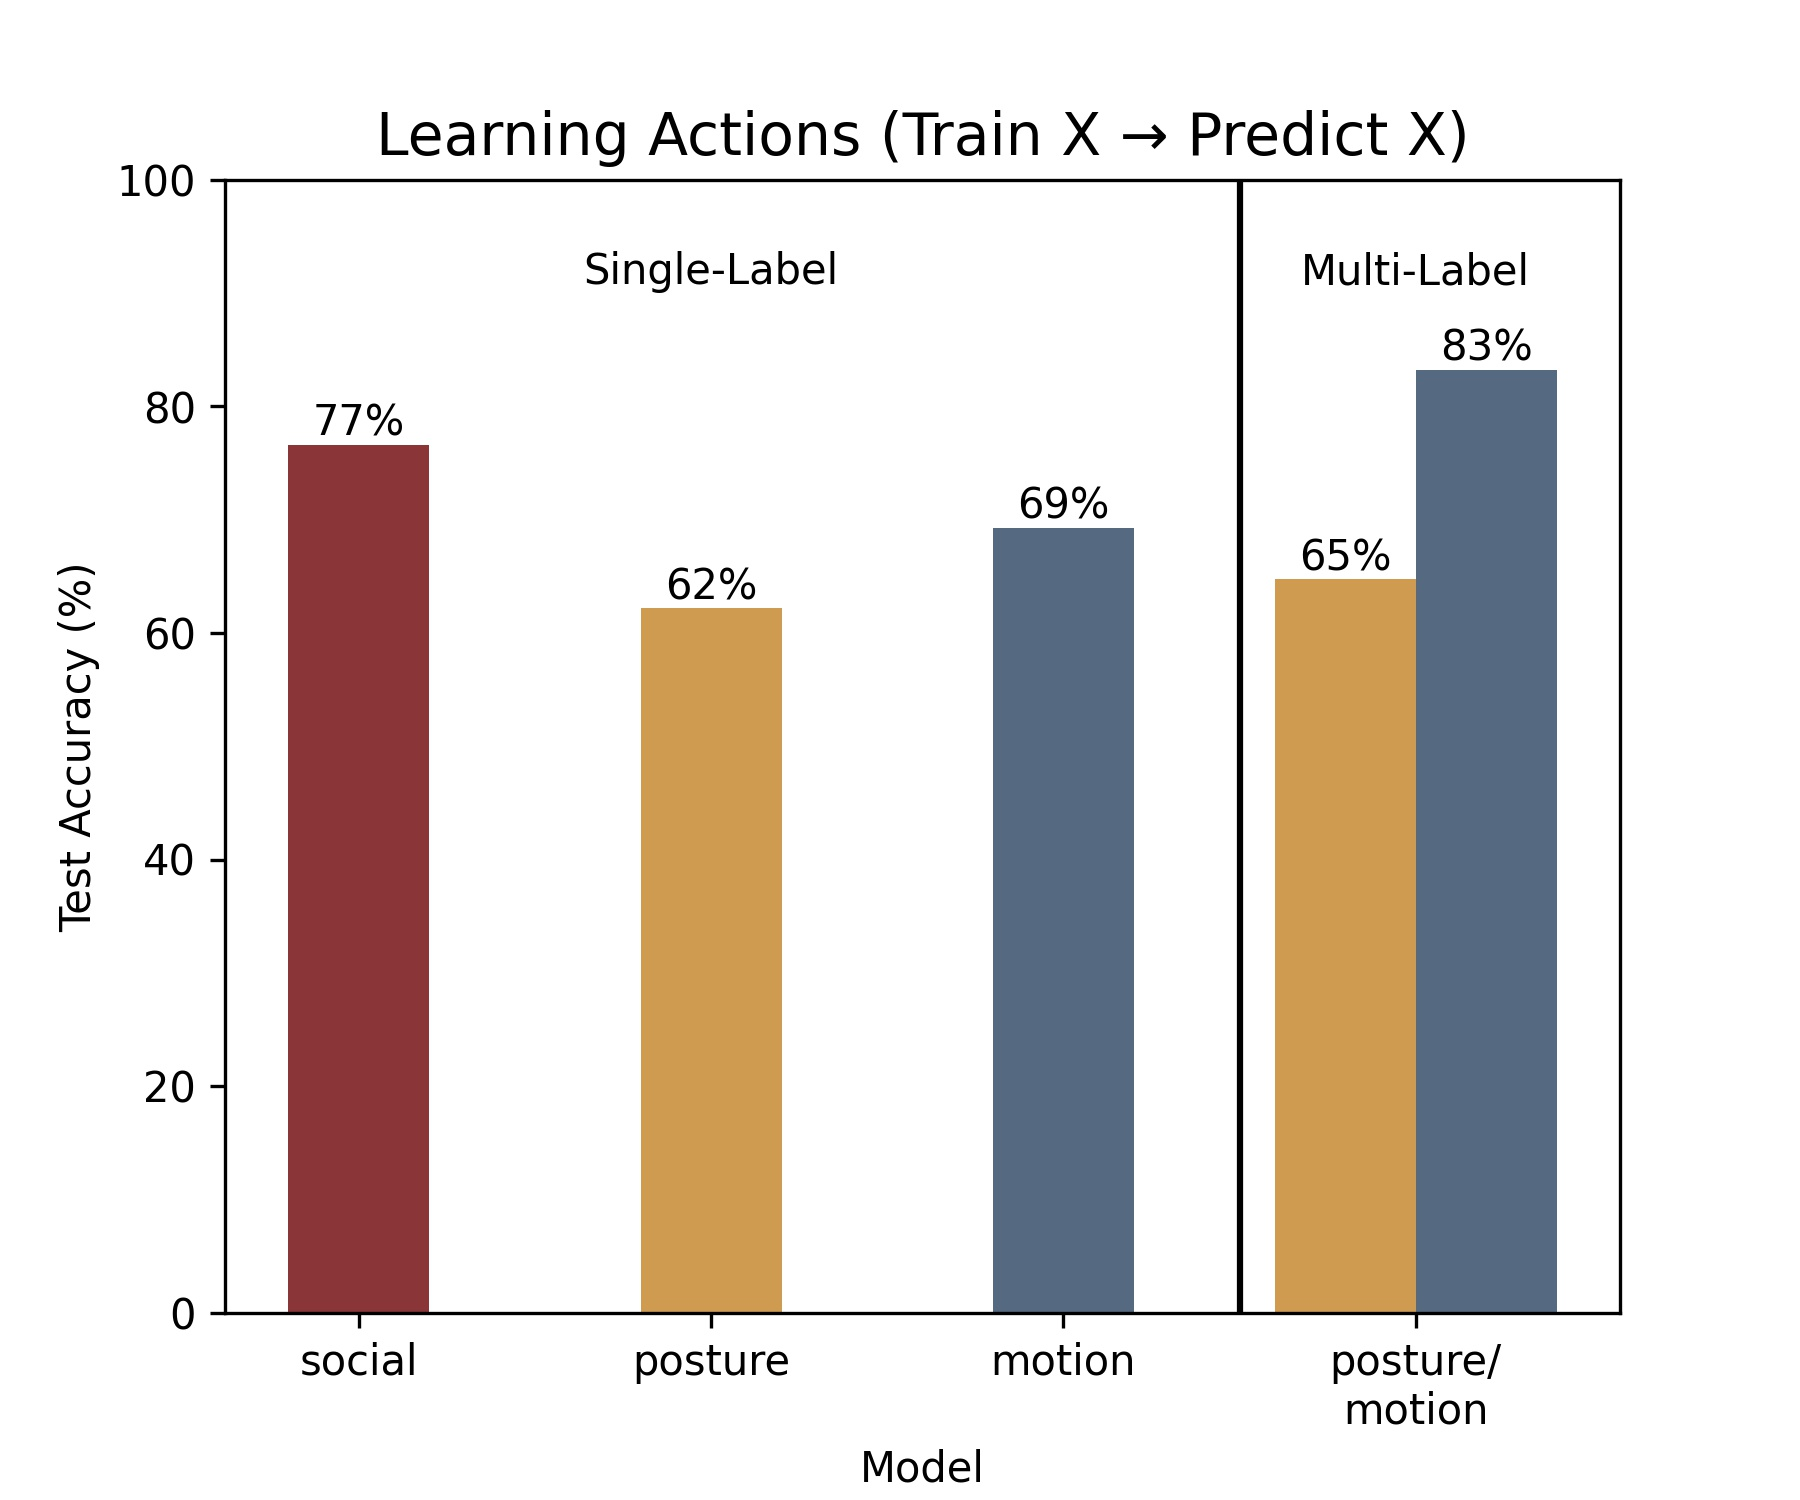 Learning Actions (Train X → Predict X)
100
80
60
40
20
0
Test Accuracy (%)
Single-Label
Multi-Label
77%
62%
69%
65%
83%
social
posture
motion
posture/
motion
Model